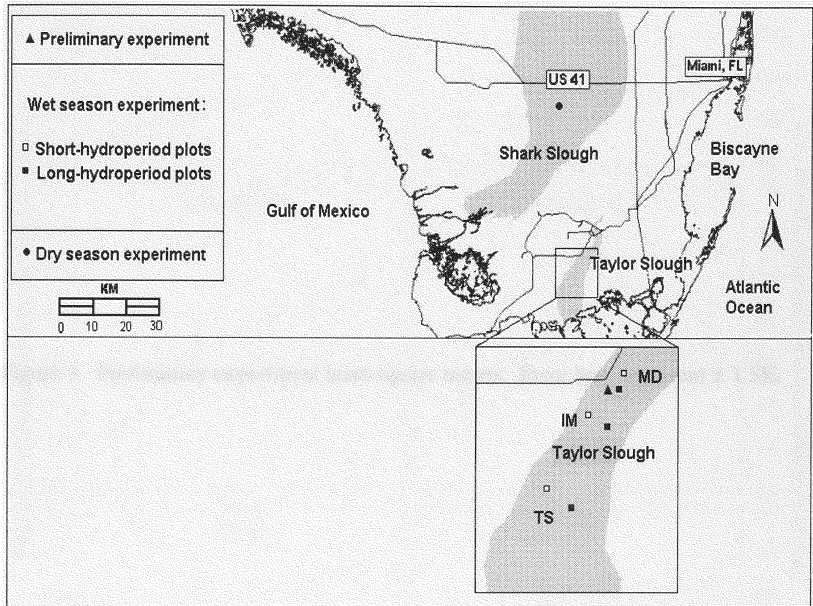 Preliminary experiment
Wet season experiment:
Short-hydroperiod plots
Long-hydroperiod plots
Dry season experiment
KM
0 10 20 30
US 41
Miami, FL
Shark Slough
Biscayne
Bay
Gulf of Mexico
N
Taylor Slough
Atlantic
Ocean
MD
IM
Taylor Slough
TS